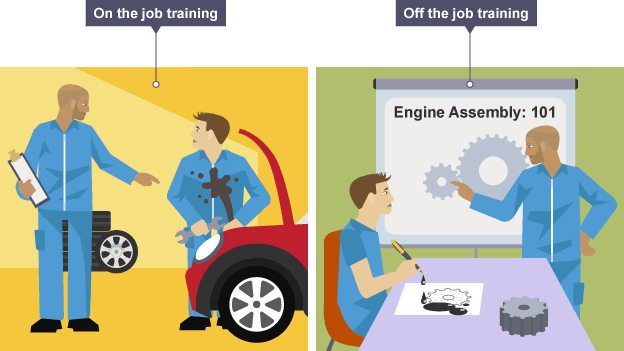 On the job training
Off the job training
Engine Assembly: 101